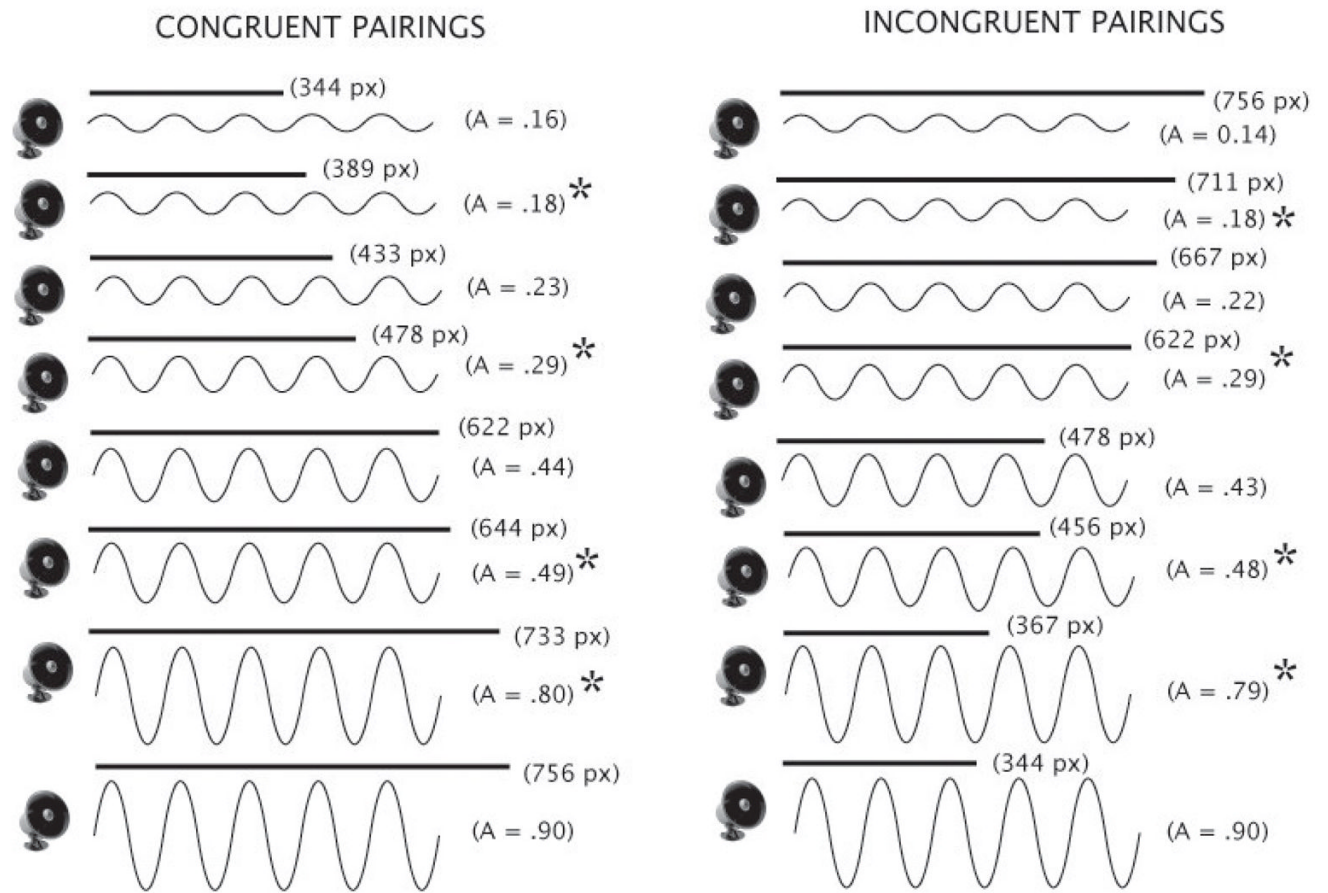 CONGRUENT PAIRINGS
(344 px)
(A = .16)
(389 px)
(A = .18)*
(433 px)
(A = .23)
(478 px)
(A = .29)*
(622 px)
(A = .44)
(644 px)
(A = .49)*
(733 px)
(A = .80)*
(756 px)
(A = .90)
INCONGRUENT PAIRINGS
(756 px)
(A = 0.14)
(711 px)
(A = .18)*
(667 px)
(A = .22)
(622 px)
(A = .29)*
(478 px)
(A = .43)
(456 px)
(A = .48)*
(367 px)
(A = .79)*
(344 px)
(A = .90)